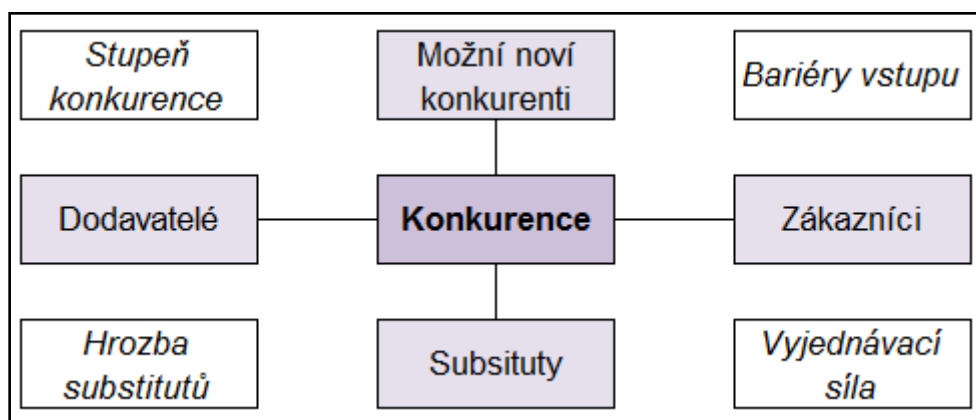 Stupeň
konkurence
Možní noví
konkurenti
Bariéry vstupu
Dodavatelé
Konkurence
Zákazníci
Hrozba
substitutů
Subsituty
Vyjednávací
síla